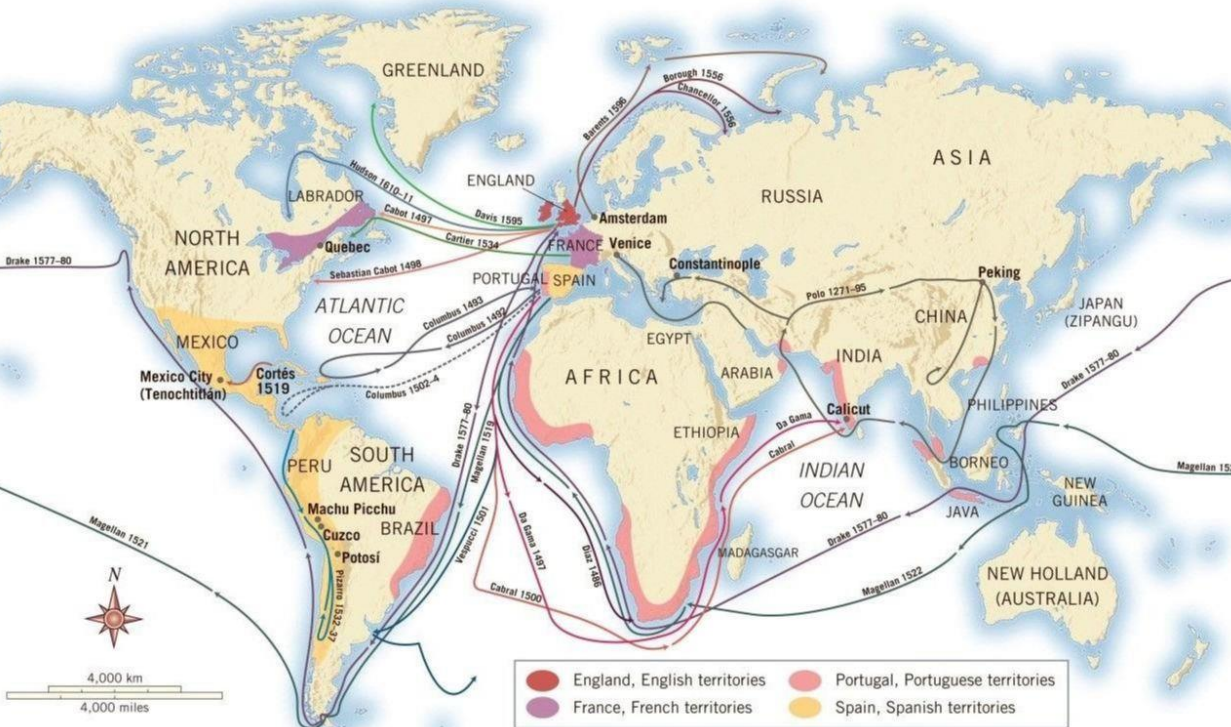 GREENLAND
Borough 1556
Chancellor 1556
Barents 1596
ASIA
ENGLAND
RUSSIA
Hudson 1610–11
LABRADOR
Cabot 1497
Davis 1595
Amsterdam
NORTH
AMERICA
Quebec
Cartier 1534
FRANCE
Venice
Drake 1577–80
Sebastian Cabot 1498
PORTUGAL
SPAIN
Constantinople
Peking
Polo 1271–95
ATLANTIC
OCEAN
Columbus 1493
Columbus 1492
CHINA
JAPAN
(ZIPANGU)
MEXICO
EGYPT
INDIA
Mexico City
(Tenochtitlán)
Cortés
1519
Columbus 1502–4
AFRICA
ARABIA
Drake 1577–80
Calicut
PHILIPPINES
Drake 1577–80
Magellan 1519
ETHIOPIA
Da Gama
Cabral
PERU
SOUTH
AMERICA
INDIAN
OCEAN
BORNEO
Magellan 152
NEW
GUINEA
Machu Picchu
Cuzco
BRAZIL
Potosí
JAVA
Magellan 1521
Vespucci 1501
Da Gama 1497
Diaz 1486
Drake 1577–80
MADAGASGAR
Pizarro 1532–37
Cabral 1500
Magellan 1522
NEW HOLLAND
(AUSTRALIA)
N
4,000 km
4,000 miles
England, English territories
Portugal, Portuguese territories
France, French territories
Spain, Spanish territories